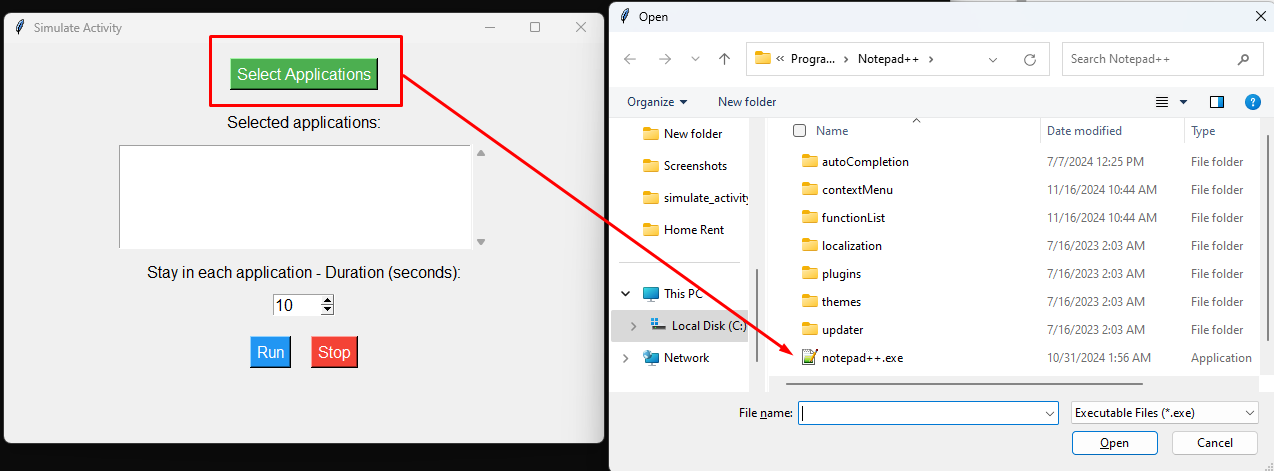 Simulate Activity
Select Applications
Selected applications:
Stay in each application - Duration (seconds):
10
Run Stop
Open
« Progra... › Notepad++ ›
Search Notepad++
Organize New folder
New folder
Screenshots
simulate_activity
Home Rent
This PC
Local Disk (C:)
Network
Name Date modified Type
autoCompletion 7/7/2024 12:25 PM File folder
contextMenu 11/16/2024 10:44 AM File folder
functionList 11/16/2024 10:44 AM File folder
localization 7/16/2023 2:03 AM File folder
plugins 7/16/2023 2:03 AM File folder
themes 7/16/2023 2:03 AM File folder
updater 7/16/2023 2:03 AM File folder
notepad++.exe 10/31/2024 1:56 AM Application
File name: Executable Files (*.exe)
Open Cancel